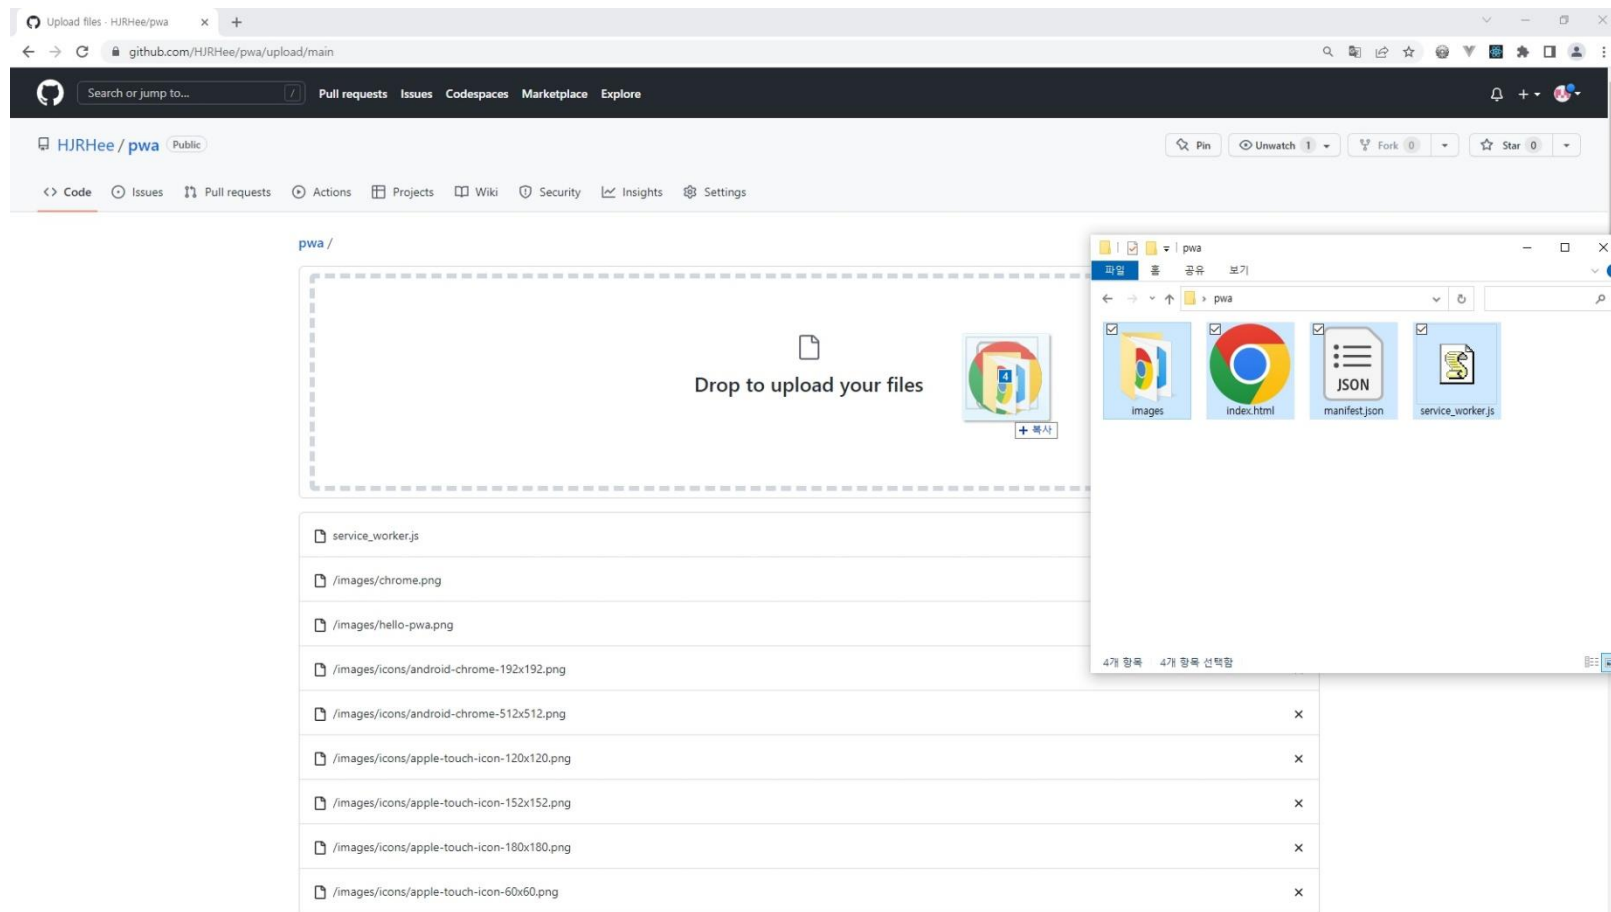 Upload files · HJRHee/pwa
github.com/HJRHee/pwa/upload/main
Search or jump to... /
Pull requests Issues Codespaces Marketplace Explore
HJRHee / pwa Public
Pin Unwatch 1 Fork 0 Star 0
Code Issues Pull requests Actions Projects Wiki Security Insights Settings
pwa /
Drop to upload your files
4
복사
service_worker.js
/images/chrome.png
/images/hello-pwa.png
/images/icons/android-chrome-192x192.png
/images/icons/android-chrome-512x512.png
/images/icons/apple-touch-icon-120x120.png
/images/icons/apple-touch-icon-152x152.png
/images/icons/apple-touch-icon-180x180.png
/images/icons/apple-touch-icon-60x60.png
pwa
파일 홈 공유 보기
pwa
JSON
images index.html manifest.json service_worker.js
4개 항목 4개 항목 선택함